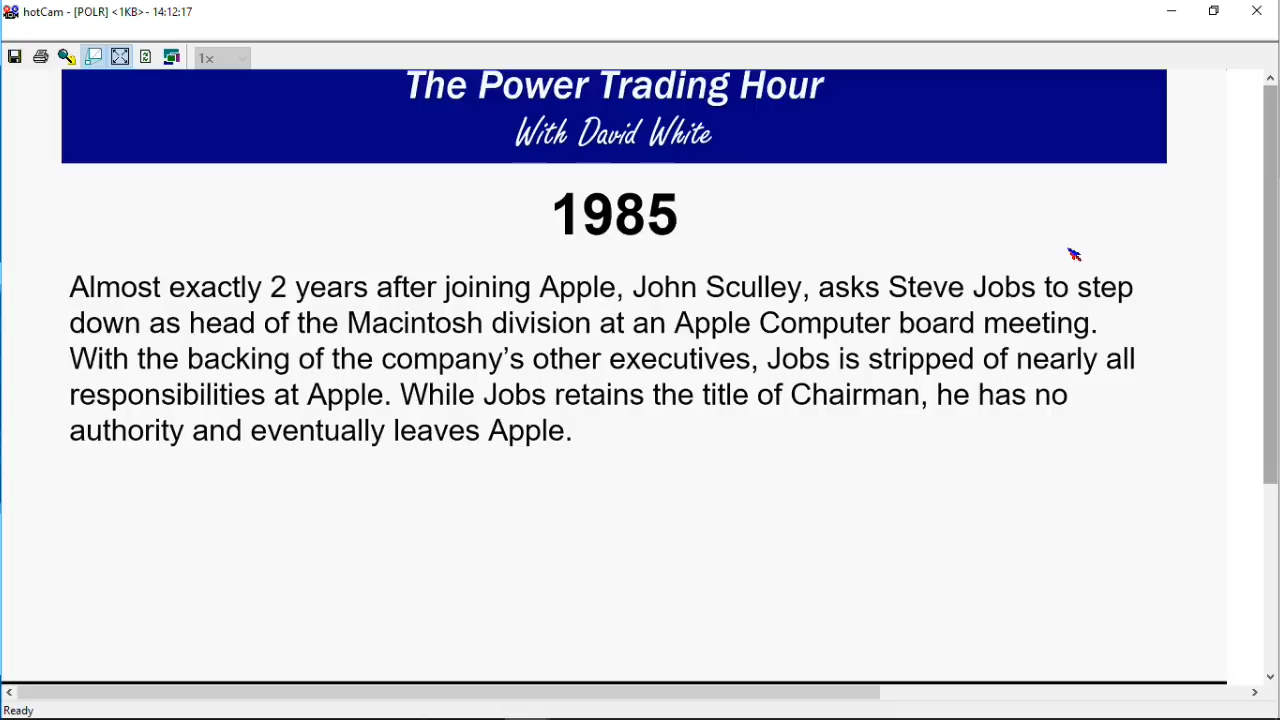 hotCam - [POLR] <1KB> - 14:12:17
1x
The Power Trading Hour
With David White
1985
Almost exactly 2 years after joining Apple, John Sculley, asks Steve Jobs to step
down as head of the Macintosh division at an Apple Computer board meeting.
With the backing of the company’s other executives, Jobs is stripped of nearly all
responsibilities at Apple. While Jobs retains the title of Chairman, he has no
authority and eventually leaves Apple.
Ready